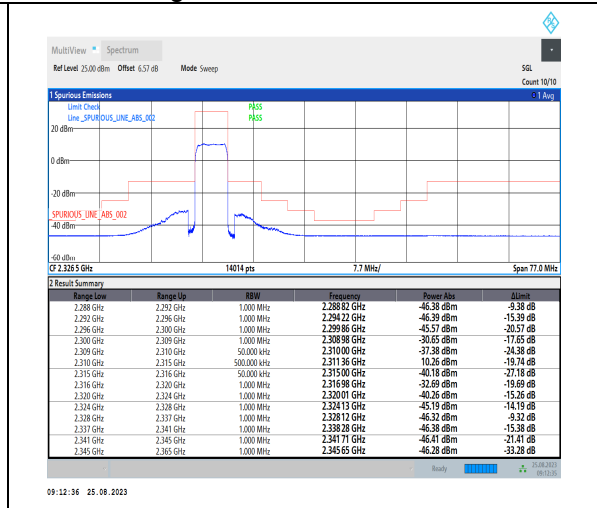 MultiView Spectrum
Ref Level 25.00 dBm Offset 6.57 dB Mode Sweep SGL
Count 10/10
1 Spurious Emissions 1 Avg
Limit Check PASS
Line _SPURIOUS_LINE_ABS_002 PASS
20 dBm
0 dBm
-20 dBm
SPURIOUS_LINE_ABS_002
-40 dBm
-60 dBm
CF 2.326 5 GHz 14014 pts 7.7 MHz/ Span 77.0 MHz
2 Result Summary
Range Low Range Up RBW Frequency Power Abs ΔLimit
2.288 GHz 2.292 GHz 1.000 MHz 2.288 82 GHz -46.38 dBm -9.38 dB
2.292 GHz 2.296 GHz 1.000 MHz 2.294 22 GHz -46.39 dBm -15.39 dB
2.296 GHz 2.300 GHz 1.000 MHz 2.299 86 GHz -45.57 dBm -20.57 dB
2.300 GHz 2.309 GHz 1.000 MHz 2.308 98 GHz -30.65 dBm -17.65 dB
2.309 GHz 2.310 GHz 50.000 kHz 2.310 00 GHz -37.38 dBm -24.38 dB
2.310 GHz 2.315 GHz 500.000 kHz 2.311 36 GHz 10.26 dBm -19.74 dB
2.315 GHz 2.316 GHz 50.000 kHz 2.315 00 GHz -40.18 dBm -27.18 dB
2.316 GHz 2.320 GHz 1.000 MHz 2.316 98 GHz -32.69 dBm -19.69 dB
2.320 GHz 2.324 GHz 1.000 MHz 2.320 01 GHz -40.26 dBm -15.26 dB
2.324 GHz 2.328 GHz 1.000 MHz 2.324 13 GHz -45.19 dBm -14.19 dB
2.328 GHz 2.337 GHz 1.000 MHz 2.328 12 GHz -46.32 dBm -9.32 dB
2.337 GHz 2.341 GHz 1.000 MHz 2.338 28 GHz -46.38 dBm -15.38 dB
2.341 GHz 2.345 GHz 1.000 MHz 2.341 71 GHz -46.41 dBm -21.41 dB
2.345 GHz 2.365 GHz 1.000 MHz 2.345 65 GHz -46.28 dBm -33.28 dB
Ready 25.08.2023
09:12:35
09:12:36 25.08.2023